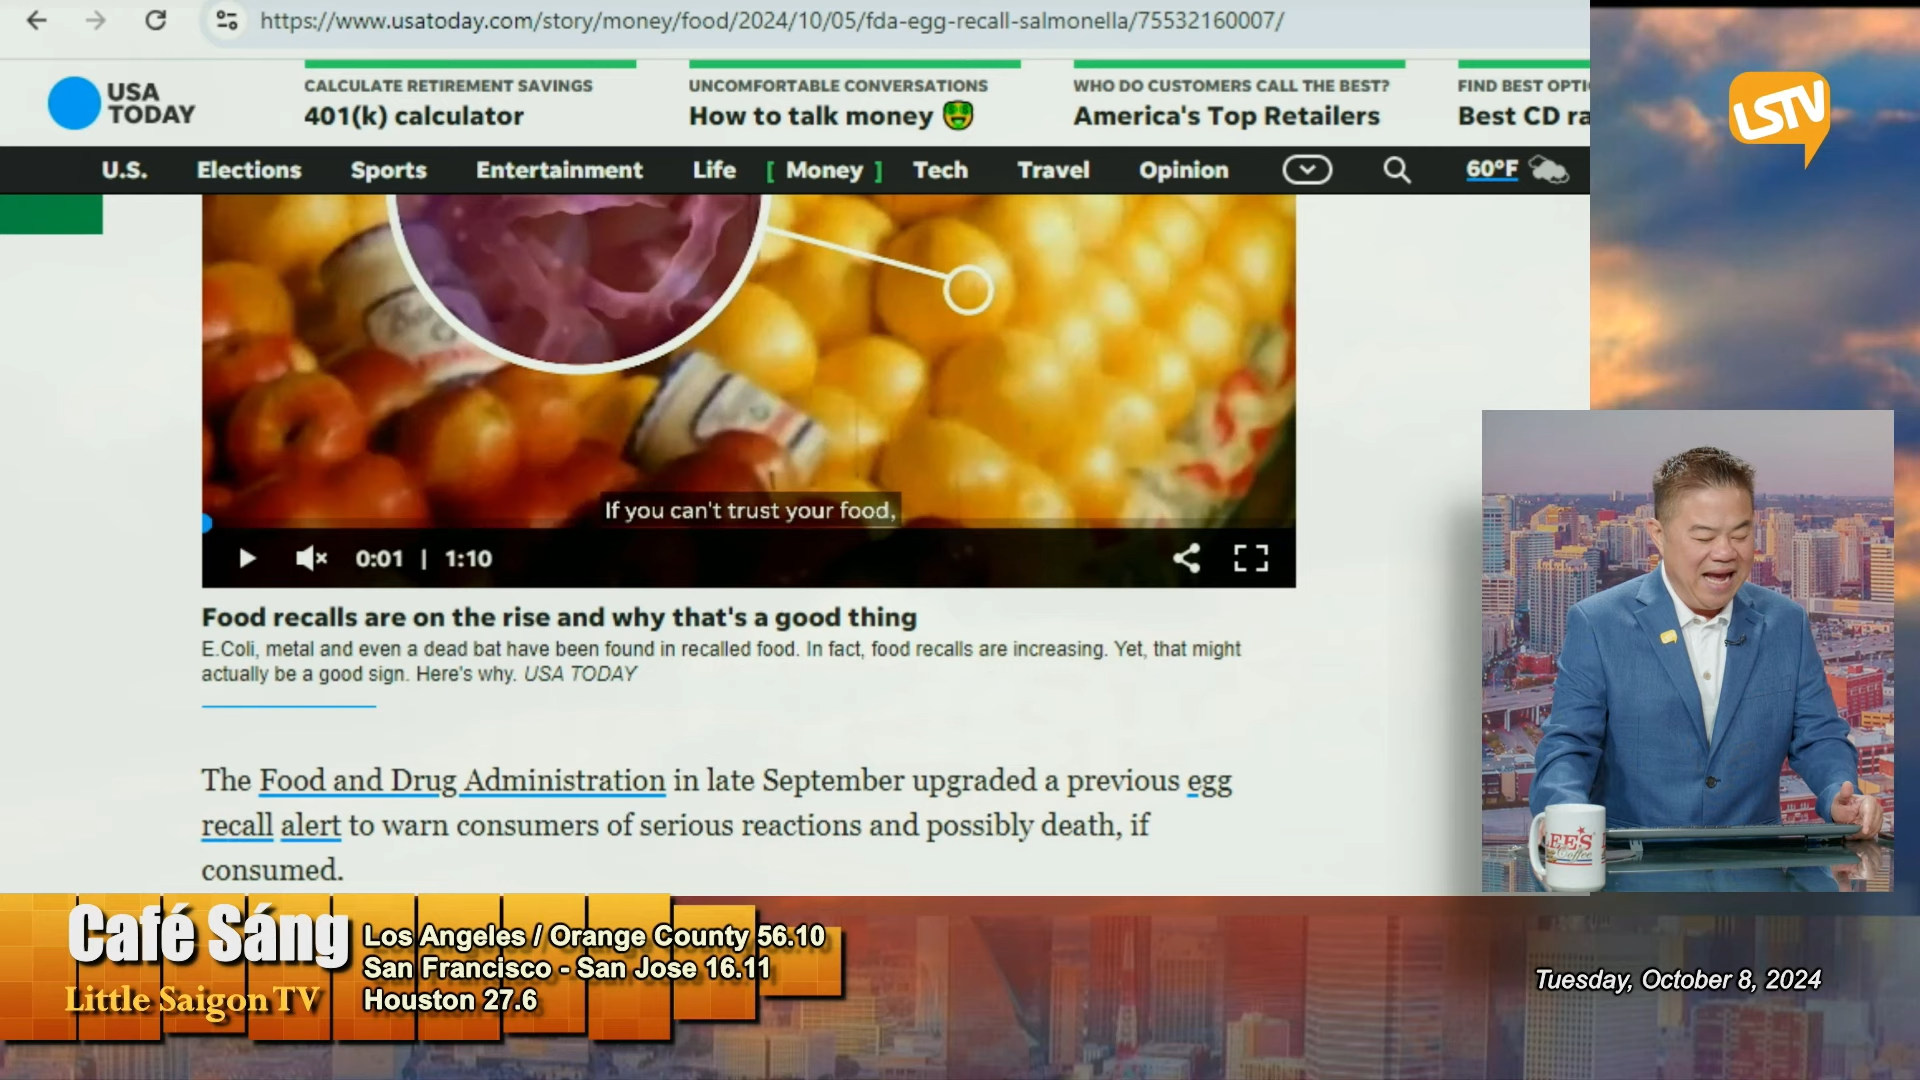 https://www.usatoday.com/story/money/food/2024/10/05/fda-egg-recall-salmonella/75532160007/
USA
TODAY
CALCULATE RETIREMENT SAVINGS
401(k) calculator
UNCOMFORTABLE CONVERSATIONS
How to talk money
WHO DO CUSTOMERS CALL THE BEST?
America's Top Retailers
FIND BEST OPTI
Best CD ra
LSTV
U.S. Elections Sports Entertainment Life [ Money ] Tech Travel Opinion 60°F
If you can't trust your food,
0:01 | 1:10
Food recalls are on the rise and why that's a good thing
E.Coli, metal and even a dead bat have been found in recalled food. In fact, food recalls are increasing. Yet, that might
actually be a good sign. Here's why. USA TODAY
The Food and Drug Administration in late September upgraded a previous egg
recall alert to warn consumers of serious reactions and possibly death, if
consumed.
LEE'S
Coffee
Café Sáng
Little Saigon TV
Los Angeles / Orange County 56.10
San Francisco - San Jose 16.11
Houston 27.6
Tuesday, October 8, 2024